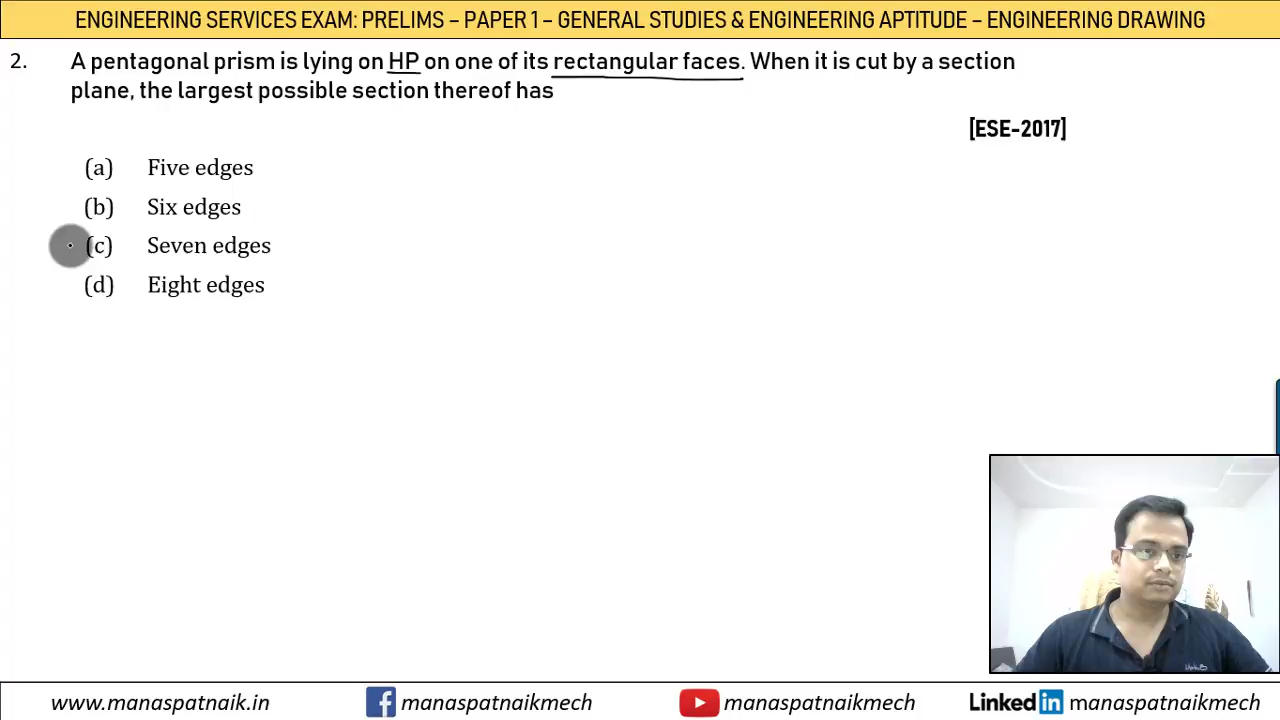 ENGINEERING SERVICES EXAM: PRELIMS – PAPER 1 – GENERAL STUDIES & ENGINEERING APTITUDE – ENGINEERING DRAWING
2. A pentagonal prism is lying on HP on one of its rectangular faces. When it is cut by a section
plane, the largest possible section thereof has
[ESE-2017]
(a) Five edges
(b) Six edges
(c) Seven edges
(d) Eight edges
www.manaspatnaik.in manaspatnaikmech manaspatnaikmech Linked in manaspatnaikmech